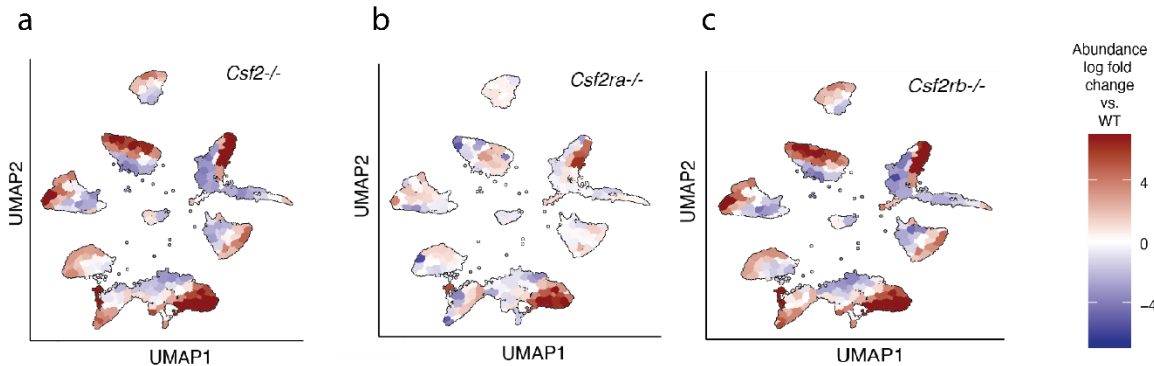 a
b
c
Csf2-/-
Csf2ra-/-
Csf2rb-/-
UMAP2
UMAP2
UMAP2
UMAP1
UMAP1
UMAP1
Abundance
log fold
change
vs.
WT
4
0
−4